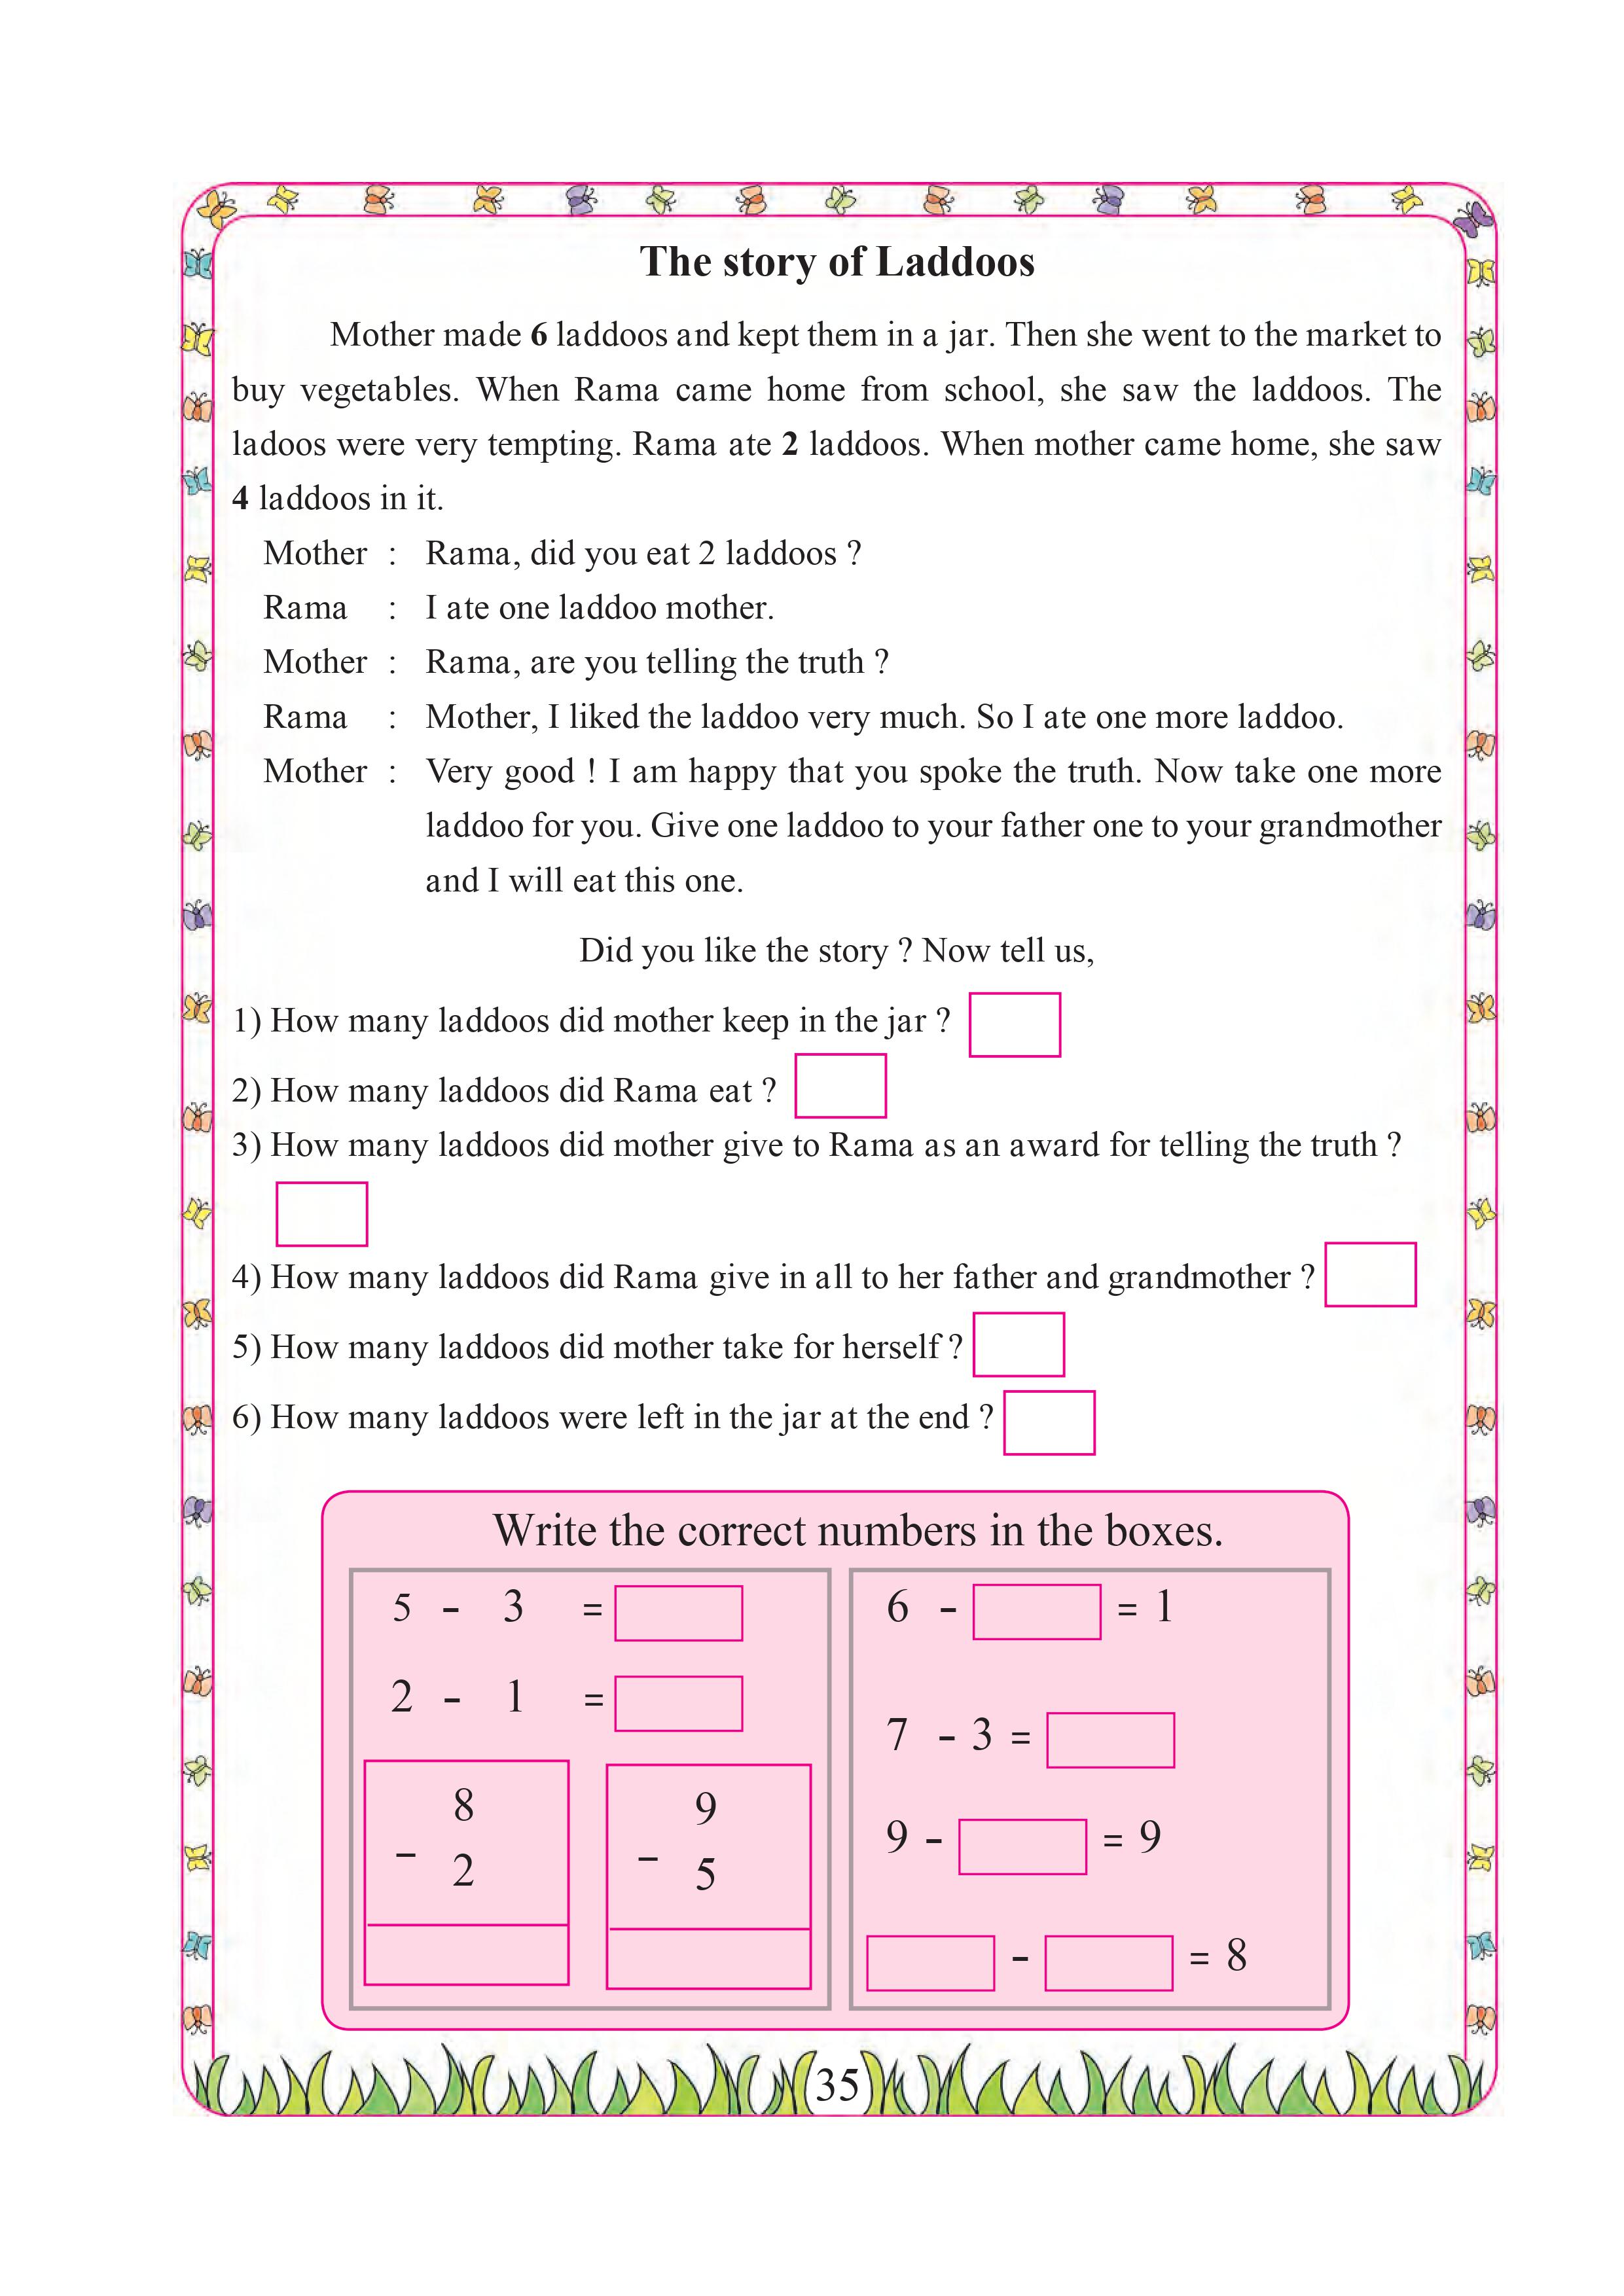 The story of Laddoos
Mother made 6 laddoos and kept them in a jar. Then she went to the market to
buy vegetables. When Rama came home from school, she saw the laddoos. The
ladoos were very tempting. Rama ate 2 laddoos. When mother came home, she saw
4 laddoos in it.
Mother : Rama, did you eat 2 laddoos ?
Rama : I ate one laddoo mother.
Mother : Rama, are you telling the truth ?
Rama : Mother, I liked the laddoo very much. So I ate one more laddoo.
Mother : Very good ! I am happy that you spoke the truth. Now take one more
laddoo for you. Give one laddoo to your father one to your grandmother
and I will eat this one.
Did you like the story ? Now tell us,
1) How many laddoos did mother keep in the jar ?
2) How many laddoos did Rama eat ?
3) How many laddoos did mother give to Rama as an award for telling the truth ?
4) How many laddoos did Rama give in all to her father and grandmother ?
5) How many laddoos did mother take for herself ?
6) How many laddoos were left in the jar at the end ?
Write the correct numbers in the boxes.
5 - 3 =
2 - 1 =
8
- 2
9
- 5
6 - = 1
7 - 3 =
9 - = 9
- = 8
35